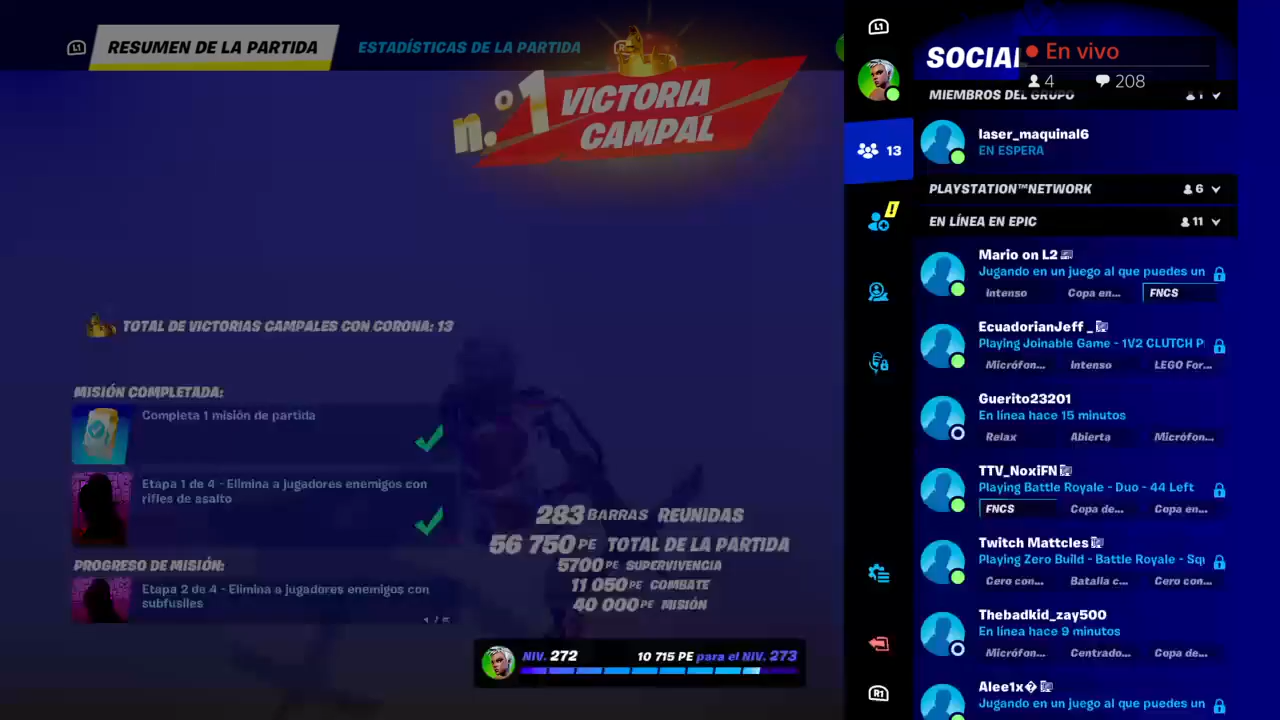 L1
RESUMEN DE LA PARTIDA
ESTADÍSTICAS DE LA PARTIDA
n.º 1 VICTORIA
CAMPAL
TOTAL DE VICTORIAS CAMPALES CON CORONA: 13
MISIÓN COMPLETADA:
Completa 1 misión de partida
Etapa 1 de 4 - Elimina a jugadores enemigos con
rifles de asalto
PROGRESO DE MISIÓN:
Etapa 2 de 4 - Elimina a jugadores enemigos con
subfusiles
283 BARRAS REUNIDAS
56 750 PE TOTAL DE LA PARTIDA
5700 PE SUPERVIVENCIA
11 050 PE COMBATE
40 000 PE MISIÓN
NIV. 272
10 715 PE para el NIV. 273
L1
13
R1
SOCIAL
En vivo
4
208
MIEMBROS DEL GRUPO
1
laser_maquinal6
EN ESPERA
PLAYSTATION™NETWORK
6
EN LÍNEA EN EPIC
11
Mario on L2
Jugando en un juego al que puedes un
Intenso
Copa en...
FNCS
EcuadorianJeff _
Playing Joinable Game - 1V2 CLUTCH P
Micrófon...
Intenso
LEGO For...
Guerito23201
En línea hace 15 minutos
Relax
Abierta
Micrófon...
TTV_NoxiFN
Playing Battle Royale - Duo - 44 Left
FNCS
Copa de...
Copa en...
Twitch Mattcles
Playing Zero Build - Battle Royale - Squ
Cero con...
Batalla c...
Cero con...
Thebadkid_zay500
En línea hace 9 minutos
Micrófon...
Centrado...
Copa de...
Alee1x�
Jugando en un juego al que puedes un